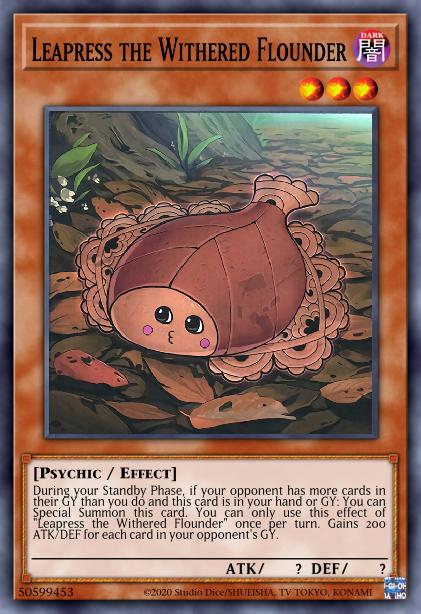 Leapress the Withered Flounder
DARK
闇
[Psychic / Effect]
During your Standby Phase, if your opponent has more cards in
their GY than you do and this card is in your hand or GY: You can
Special Summon this card. You can only use this effect of
"Leapress the Withered Flounder" once per turn. Gains 200
ATK/DEF for each card in your opponent's GY.
ATK/ ? DEF/ ?
50599453 ©2020 Studio Dice/SHUEISHA, TV TOKYO, KONAMI